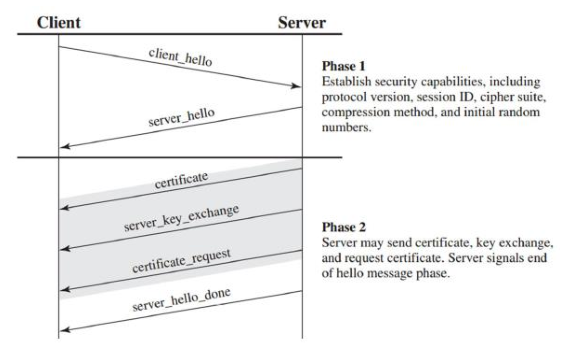 Client Server
client_hello
Phase 1
Establish security capabilities, including
protocol version, session ID, cipher suite,
compression method, and initial random
numbers.
server_hello
certificate
server_key_exchange
Phase 2
Server may send certificate, key exchange,
and request certificate. Server signals end
of hello message phase.
certificate_request
server_hello_done